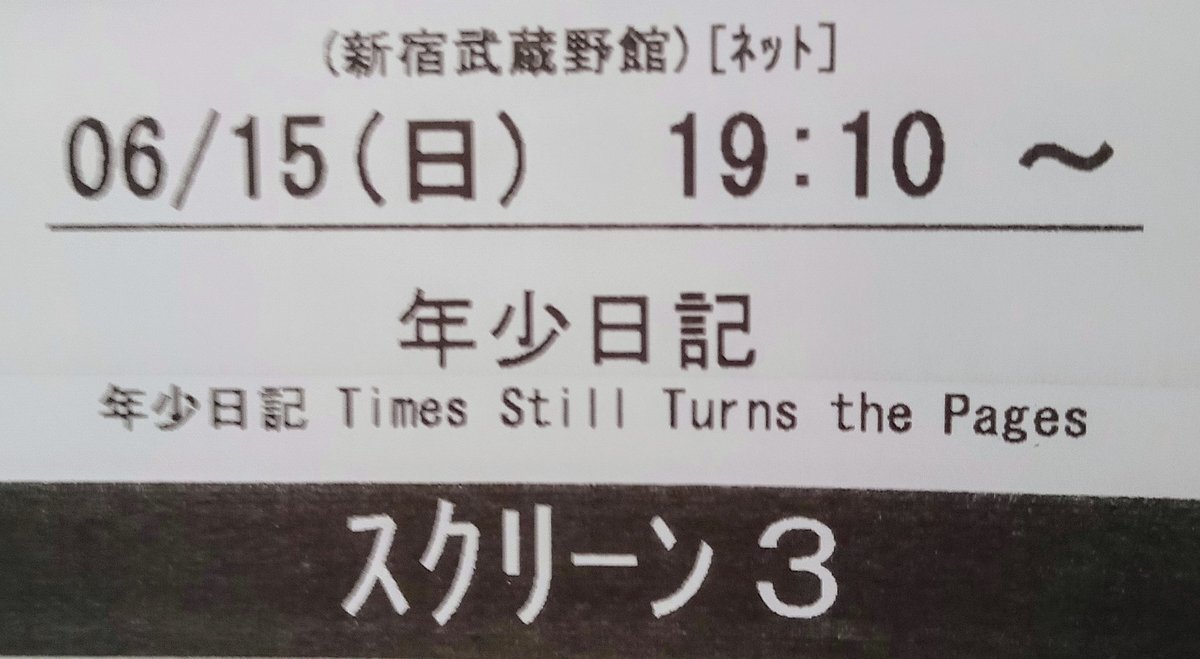 (新宿武蔵野館)[ネット]
06/15(日) 19:10 ～
年少日記
年少日記 Times Still Turns the Pages
スクリーン3